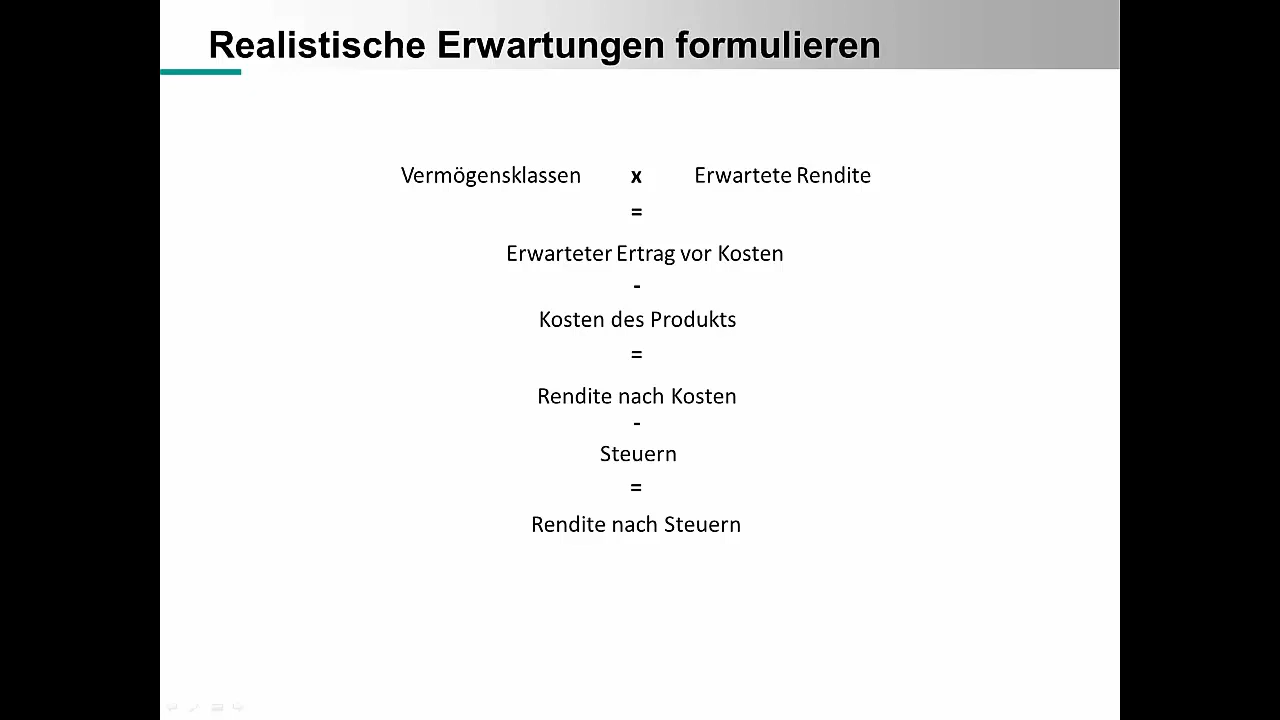 Realistische Erwartungen formulieren
Vermögensklassen x Erwartete Rendite
=
Erwarteter Ertrag vor Kosten
-
Kosten des Produkts
=
Rendite nach Kosten
-
Steuern
=
Rendite nach Steuern